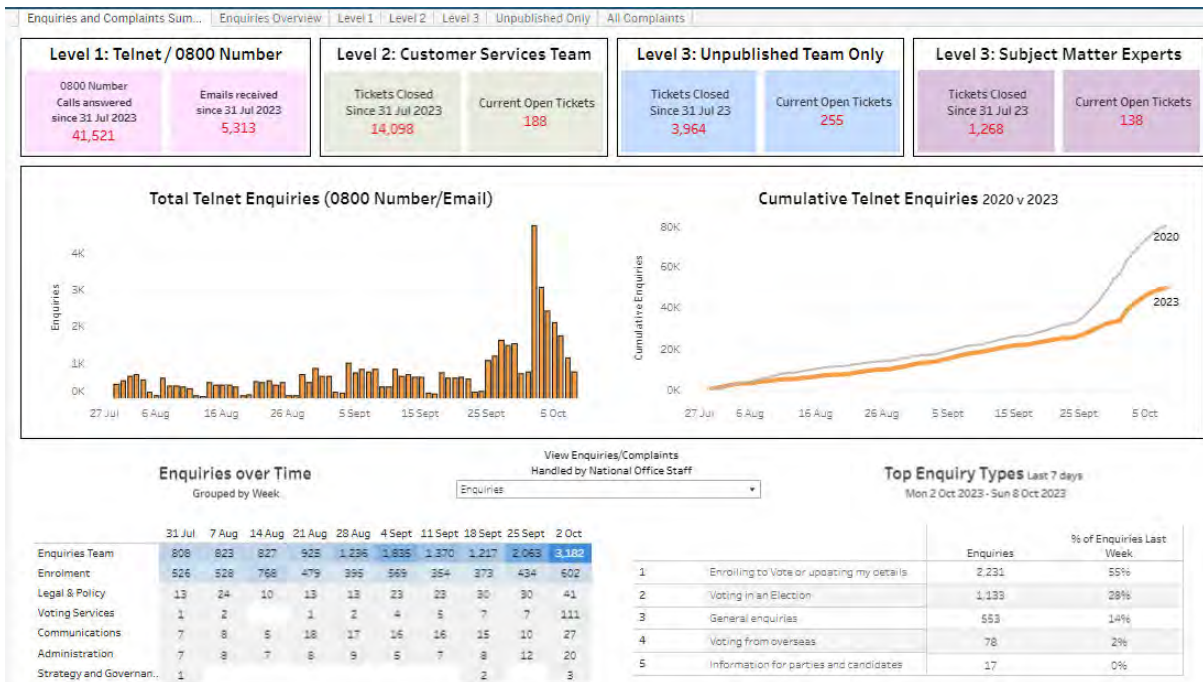 Enquiries and Complaints Sum... Enquiries Overview Level 1 Level 2 Level 3 Unpublished Only All Complaints
Level 1: Telnet / 0800 Number
0800 Number
Calls answered
since 31 Jul 2023
41,521
Emails received
since 31 Jul 2023
5,313
Level 2: Customer Services Team
Tickets Closed
Since 31 Jul 2023
14,098
Current Open Tickets
188
Level 3: Unpublished Team Only
Tickets Closed
Since 31 Jul 23
3,964
Current Open Tickets
255
Level 3: Subject Matter Experts
Tickets Closed
Since 31 Jul 23
1,268
Current Open Tickets
138
Total Telnet Enquiries (0800 Number/Email)
Enquiries
4K
3K
2K
1K
0K
27 Jul 6 Aug 16 Aug 26 Aug 5 Sept 15 Sept 25 Sept 5 Oct
Cumulative Telnet Enquiries 2020 v 2023
Cumulative Enquiries
80K
60K
40K
20K
0K
2020
2023
27 Jul 6 Aug 16 Aug 26 Aug 5 Sept 15 Sept 25 Sept 5 Oct
Enquiries over Time
Grouped by Week
View Enquiries/Complaints
Handled by National Office Staff
Enquiries
Top Enquiry Types Last 7 days
Mon 2 Oct 2023 - Sun 8 Oct 2023
31 Jul 7 Aug 14 Aug 21 Aug 28 Aug 4 Sept 11 Sept 18 Sept 25 Sept 2 Oct
Enquiries Team 808 823 827 925 1,236 1,835 1,370 1,217 2,063 3,182
Enrolment 526 528 768 479 395 569 354 373 434 602
Legal & Policy 13 24 10 13 13 23 23 30 30 41
Voting Services 1 2 1 2 4 5 7 7 111
Communications 7 8 5 18 17 16 16 15 10 27
Administration 7 8 7 8 9 5 7 8 12 20
Strategy and Governan.. 1 2 3
Enquiries % of Enquiries Last Week
1 Enrolling to Vote or updating my details 2,231 55%
2 Voting in an Election 1,133 28%
3 General enquiries 553 14%
4 Voting from overseas 78 2%
5 Information for parties and candidates 17 0%